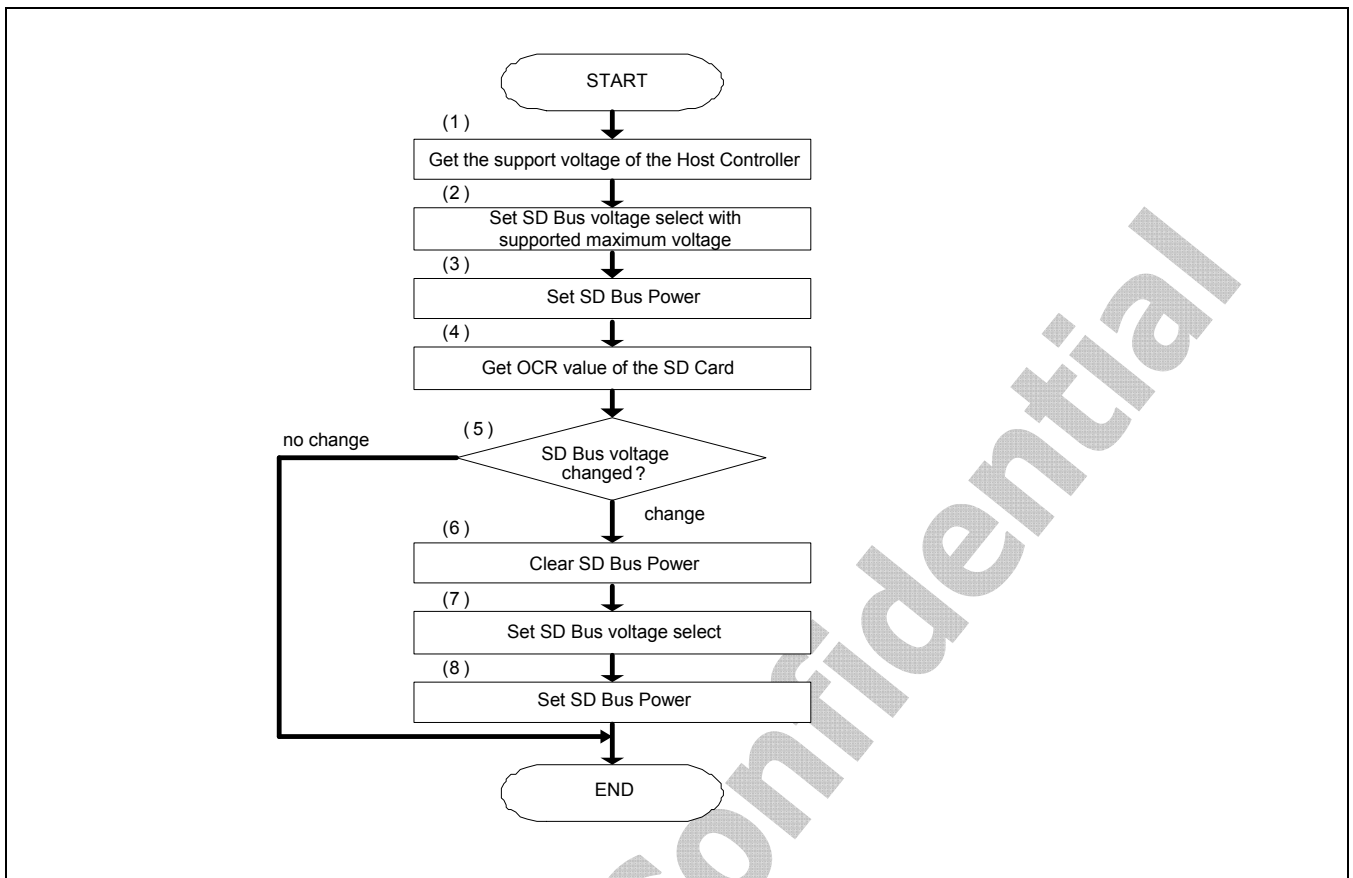 START
(1)
Get the support voltage of the Host Controller
(2)
Set SD Bus voltage select with
supported maximum voltage
(3)
Set SD Bus Power
(4)
Get OCR value of the SD Card
(5)
no change
SD Bus voltage
changed?
change
(6)
Clear SD Bus Power
(7)
Set SD Bus voltage select
(8)
Set SD Bus Power
END
onfidential